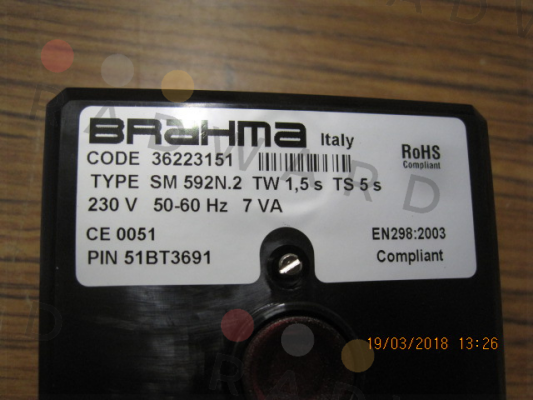 BRAHMA Italy
CODE 36223151
RoHS
Compliant
TYPE SM 592N.2 TW 1,5 s TS 5 s
230 V 50-60 Hz 7 VA
CE 0051
EN298:2003
PIN 51BT3691
Compliant
19/03/2018 13:26